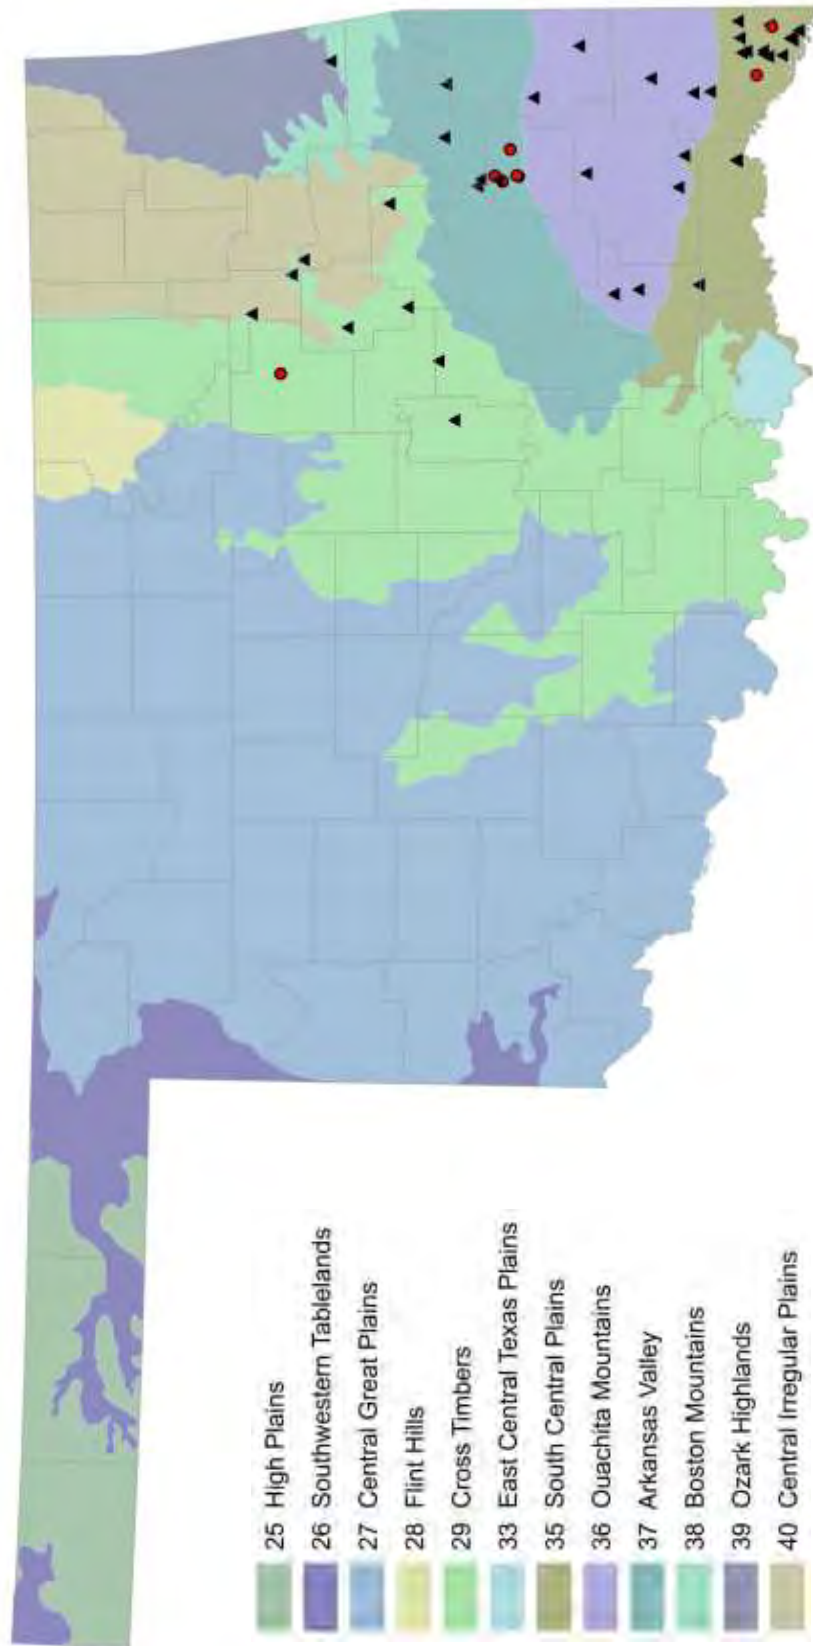 25 High Plains
26 Southwestern Tablelands
27 Central Great Plains
28 Flint Hills
29 Cross Timbers
33 East Central Texas Plains
35 South Central Plains
36 Ouachita Mountains
37 Arkansas Valley
38 Boston Mountains
39 Ozark Highlands
40 Central Irregular Plains